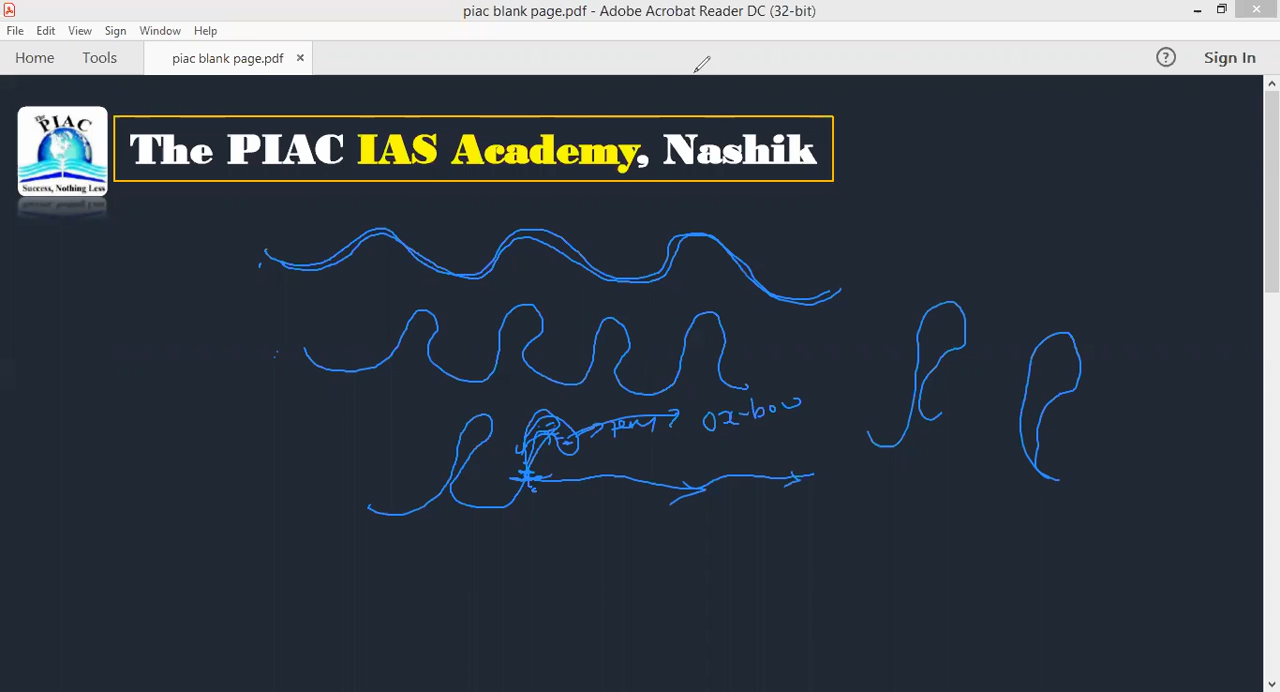 piac blank page.pdf - Adobe Acrobat Reader DC (32-bit)
File Edit View Sign Window Help
Home Tools piac blank page.pdf × ? Sign In
The PIAC
Success, Nothing Less
The PIAC IAS Academy, Nashik
Ox-bow